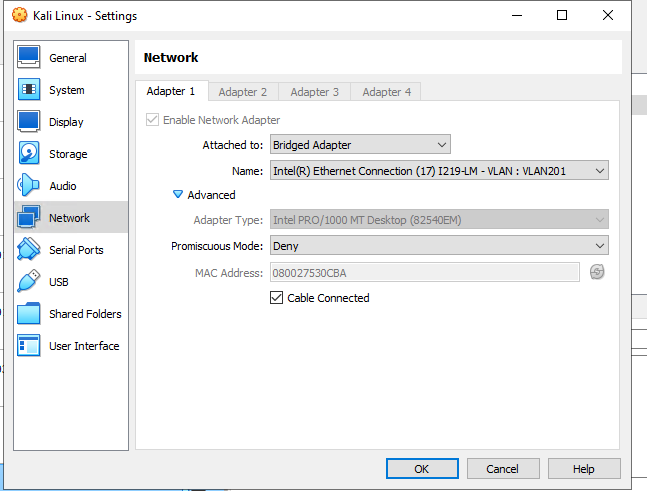 Kali Linux - Settings
General
System
Display
Storage
Audio
Network
Serial Ports
USB
Shared Folders
User Interface
Network
Adapter 1 Adapter 2 Adapter 3 Adapter 4
Enable Network Adapter
Attached to: Bridged Adapter
Name: Intel(R) Ethernet Connection (17) I219-LM - VLAN : VLAN201
Advanced
Adapter Type: Intel PRO/1000 MT Desktop (82540EM)
Promiscuous Mode: Deny
MAC Address: 080027530CBA
Cable Connected
OK Cancel Help